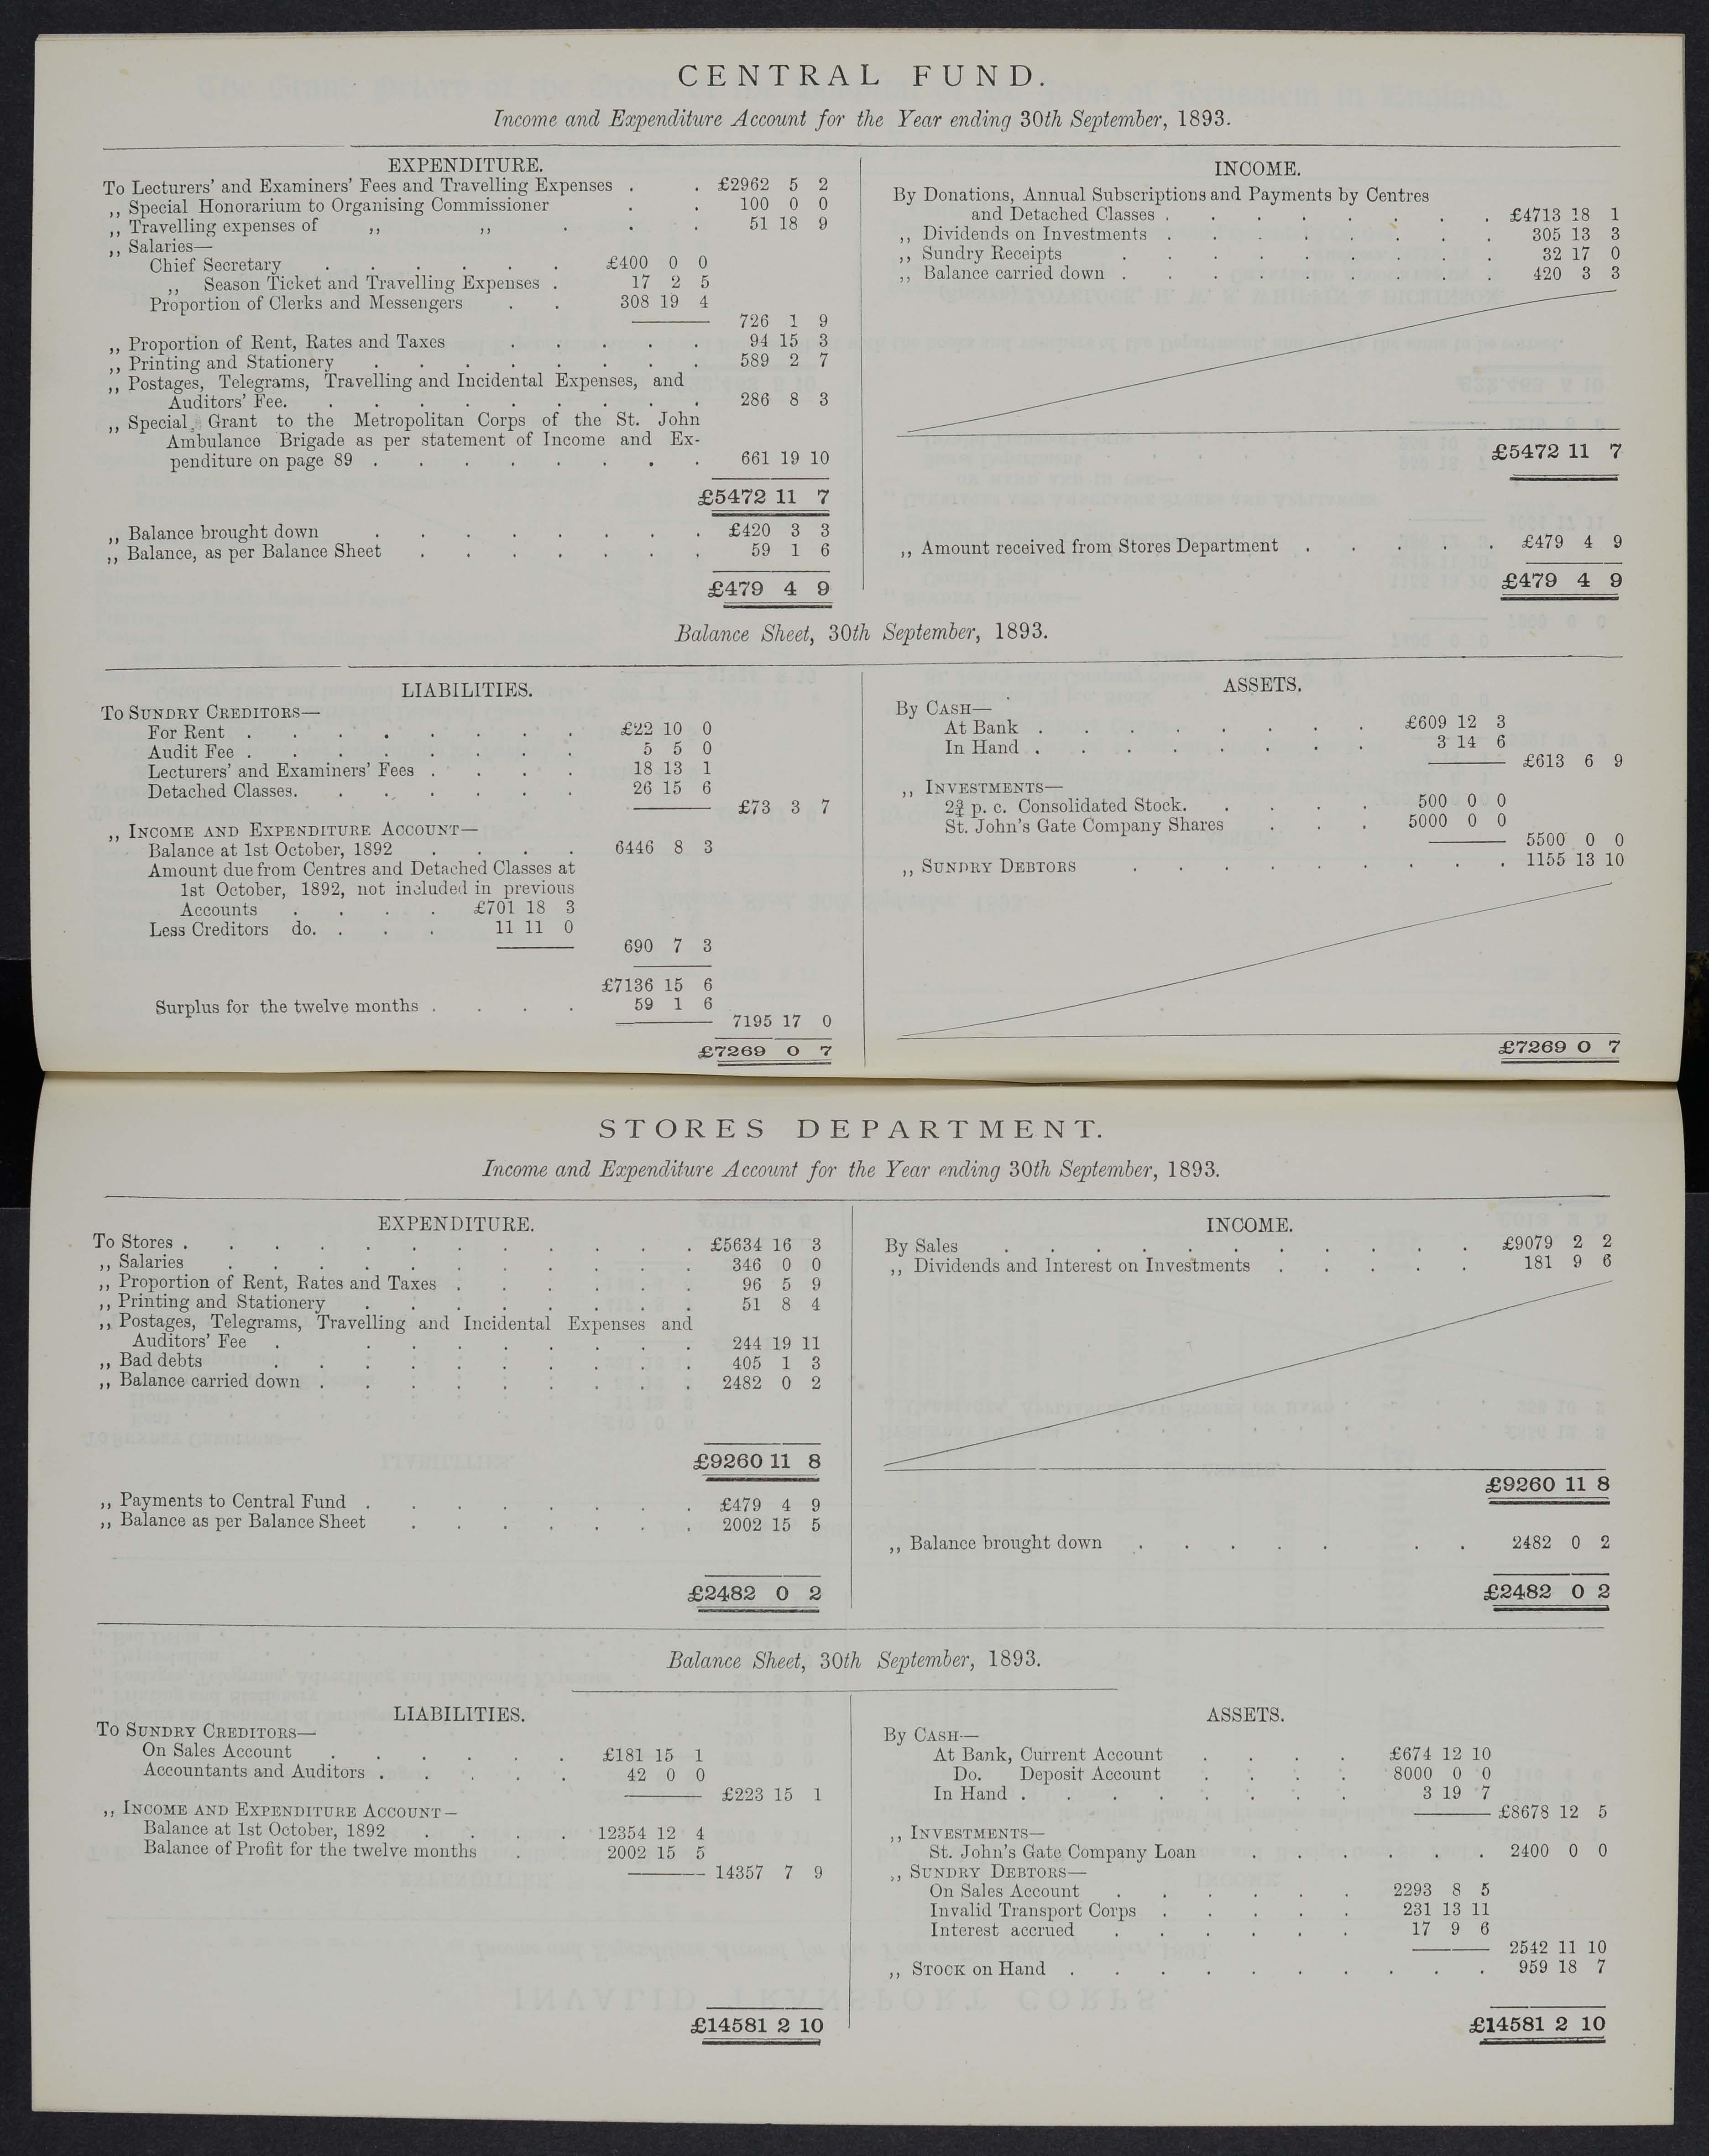 CENTRAL FUND.
Income and Expenditure Account for the Year ending 30th September, 1893.
EXPENDITURE.
To Lecturers' and Examiners' Fees and Travelling Expenses . . £2962 5 2
,, Special Honorarium to Organising Commissioner . . 100 0 0
,, Travelling expenses of ,, ,, . . . 51 18 9
,, Salaries—
Chief Secretary . . . . . . £400 0 0
,, Season Ticket and Travelling Expenses . 17 2 5
Proportion of Clerks and Messengers . . 308 19 4
726 1 9
,, Proportion of Rent, Rates and Taxes . . . . . 94 15 3
,, Printing and Stationery . . . . . . . . 589 2 7
,, Postages, Telegrams, Travelling and Incidental Expenses, and
Auditors' Fee. . . . . . . . . . 286 8 3
,, Special Grant to the Metropolitan Corps of the St. John
Ambulance Brigade as per statement of Income and Ex-
penditure on page 89 . . . . . . . . 661 19 10
£5472 11 7
,, Balance brought down . . . . . . . . £420 3 3
,, Balance, as per Balance Sheet . . . . . . . 59 1 6
£479 4 9
INCOME.
By Donations, Annual Subscriptions and Payments by Centres
and Detached Classes . . . . . . . . £4713 18 1
,, Dividends on Investments . . . . . . . . 305 13 3
,, Sundry Receipts . . . . . . . . . 32 17 0
,, Balance carried down . . . . . . . . . 420 3 3
£5472 11 7
,, Amount received from Stores Department . . . . . £479 4 9
£479 4 9
Balance Sheet, 30th September, 1893.
LIABILITIES.
To SUNDRY CREDITORS—
For Rent . . . . . . . . £22 10 0
Audit Fee . . . . . . . . 5 5 0
Lecturers' and Examiners' Fees . . . . 18 13 1
Detached Classes. . . . . . . 26 15 6
£73 3 7
,, INCOME AND EXPENDITURE ACCOUNT—
Balance at 1st October, 1892 . . . . 6446 8 3
Amount due from Centres and Detached Classes at
1st October, 1892, not included in previous
Accounts . . . . £701 18 3
Less Creditors do. . . . 11 11 0
690 7 3
£7136 15 6
Surplus for the twelve months . . . . 59 1 6
7195 17 0
£7269 0 7
ASSETS.
By CASH—
At Bank . . . . . . . . £609 12 3
In Hand . . . . . . . . 3 14 6
£613 6 9
,, INVESTMENTS—
2¾ p. c. Consolidated Stock. . . . . 500 0 0
St. John's Gate Company Shares . . . 5000 0 0
5500 0 0
,, SUNDRY DEBTORS . . . . . . . . . 1155 13 10
£7269 0 7
STORES DEPARTMENT.
Income and Expenditure Account for the Year ending 30th September, 1893.
EXPENDITURE.
To Stores . . . . . . . . . . . . £5634 16 3
,, Salaries . . . . . . . . . . . 346 0 0
,, Proportion of Rent, Rates and Taxes . . . . . . 96 5 9
,, Printing and Stationery . . . . . . . . 51 8 4
,, Postages, Telegrams, Travelling and Incidental Expenses and
Auditors' Fee . . . . . . . . . 244 19 11
,, Bad debts . . . . . . . . . . 405 1 3
,, Balance carried down . . . . . . . . . 2482 0 2
£9260 11 8
,, Payments to Central Fund . . . . . . . . £479 4 9
,, Balance as per Balance Sheet . . . . . . . 2002 15 5
£2482 0 2
INCOME.
By Sales . . . . . . . . . . . £9079 2 2
,, Dividends and Interest on Investments . . . . . 181 9 6
£9260 11 8
,, Balance brought down . . . . . . . 2482 0 2
£2482 0 2
Balance Sheet, 30th September, 1893.
LIABILITIES.
To SUNDRY CREDITORS—
On Sales Account . . . . . . £181 15 1
Accountants and Auditors . . . . . 42 0 0
£223 15 1
,, INCOME AND EXPENDITURE ACCOUNT—
Balance at 1st October, 1892 . . . . 12354 12 4
Balance of Profit for the twelve months . 2002 15 5
14357 7 9
£14581 2 10
ASSETS.
By CASH—
At Bank, Current Account . . . . £674 12 10
Do. Deposit Account . . . . 8000 0 0
In Hand . . . . . . . . 3 19 7
£8678 12 5
,, INVESTMENTS—
St. John's Gate Company Loan . . . . . . 2400 0 0
,, SUNDRY DEBTORS—
On Sales Account . . . . . . 2293 8 5
Invalid Transport Corps . . . . . 231 13 11
Interest accrued . . . . . . 17 9 6
2542 11 10
,, STOCK on Hand . . . . . . . . . . 959 18 7
£14581 2 10